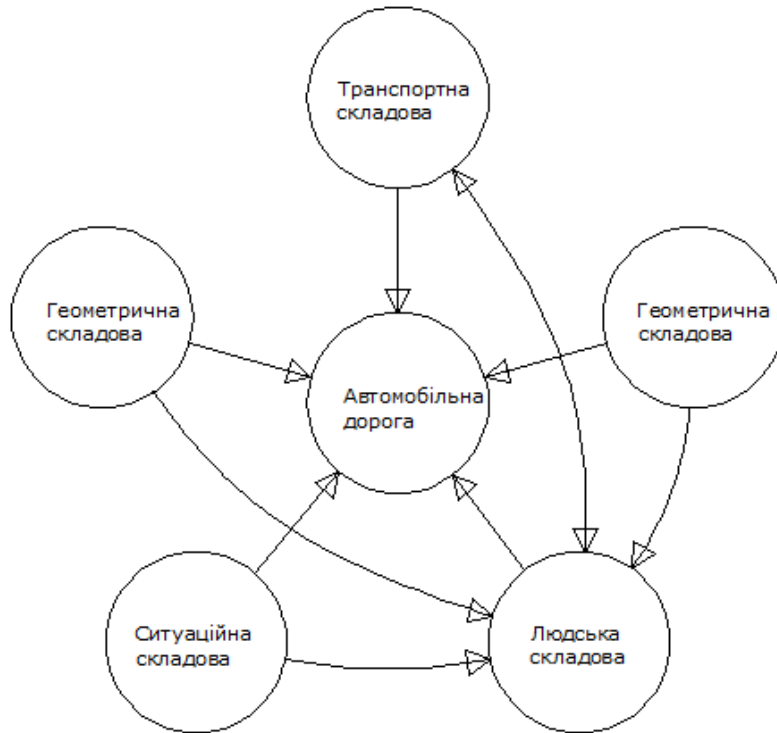 Транспортна
складова
Геометрична
складова
Геометрична
складова
Автомобільна
дорога
Ситуаційна
складова
Людська
складова